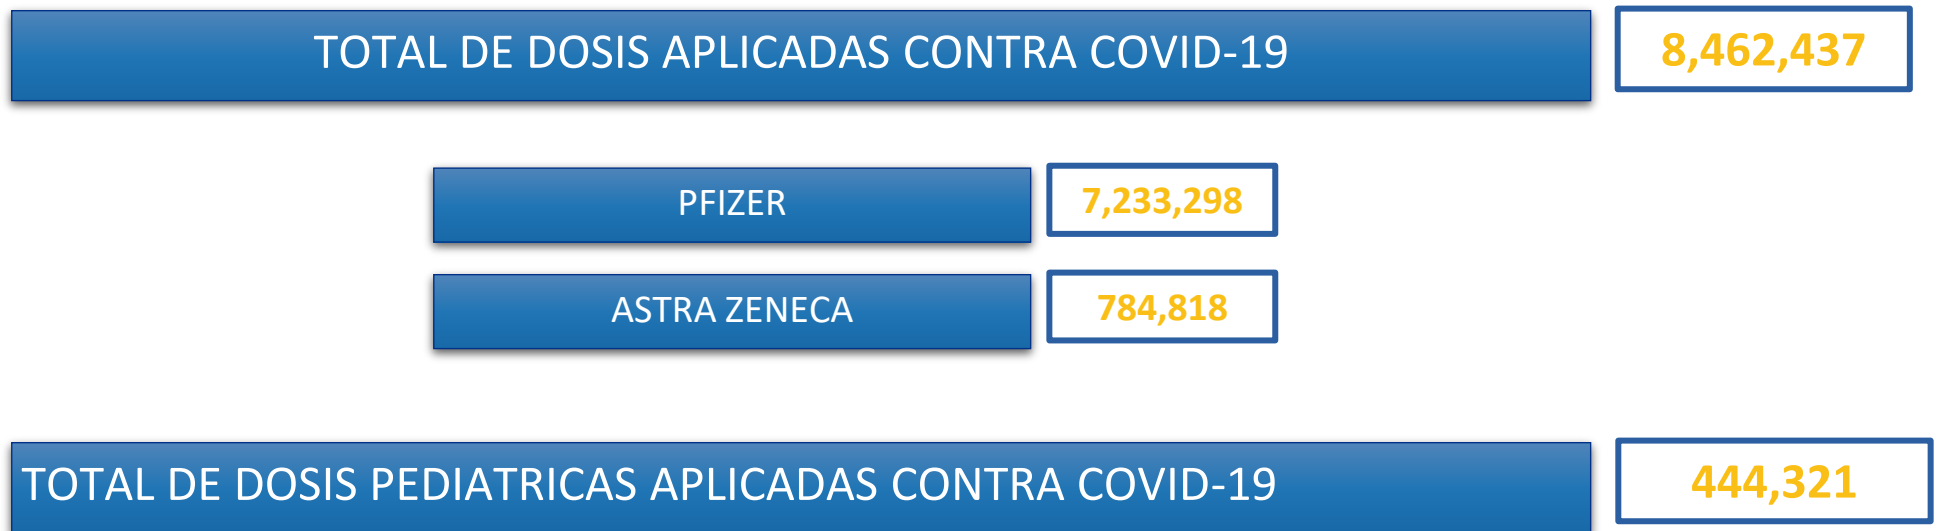 TOTAL DE DOSIS APLICADAS CONTRA COVID-19 8,462,437
PFIZER 7,233,298
ASTRA ZENECA 784,818
TOTAL DE DOSIS PEDIATRICAS APLICADAS CONTRA COVID-19 444,321